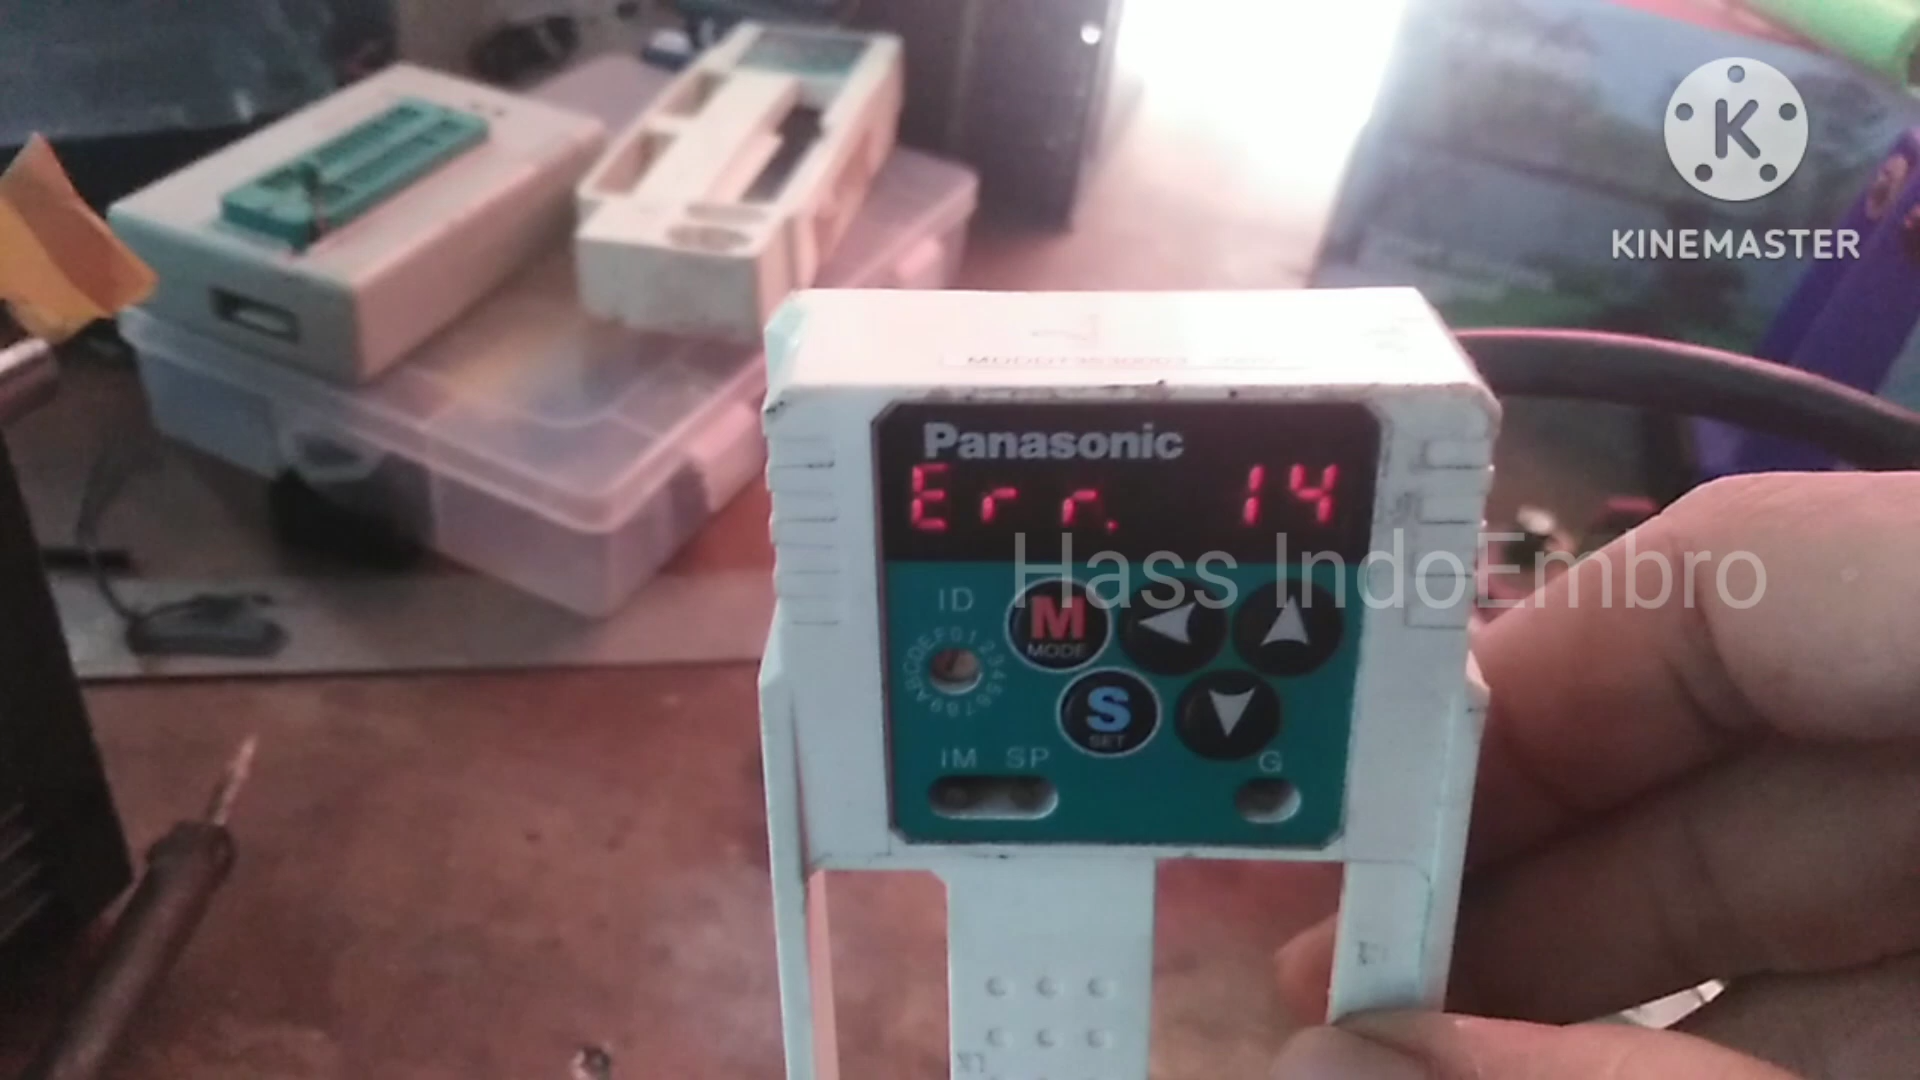 K
KINEMASTER
Panasonic
Err. 14
Hass IndoEmbro
ID
M
MODE
S
SET
IM SP
G